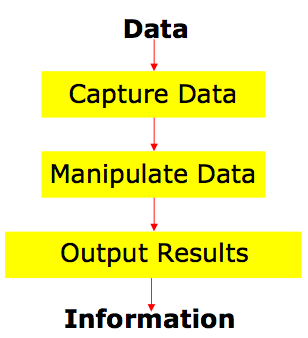 Data
Capture Data
Manipulate Data
Output Results
Information